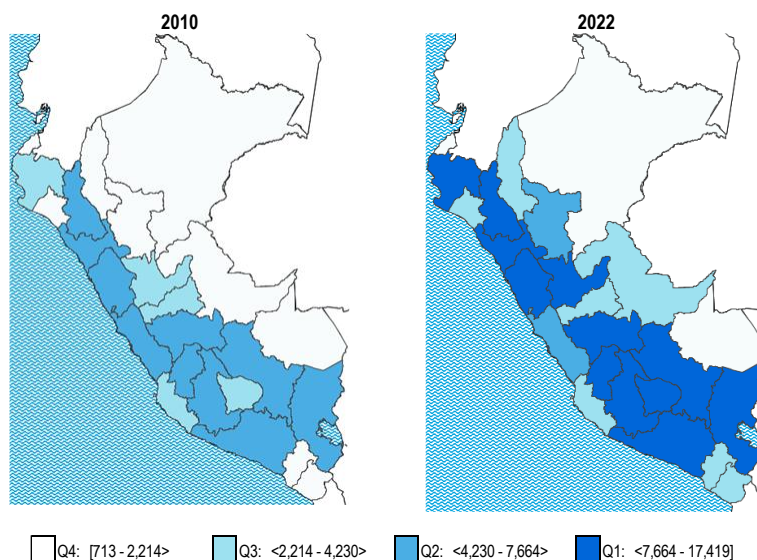 2010
2022
Q4: [713 - 2,214>
Q3: <2,214 - 4,230>
Q2: <4,230 - 7,664>
Q1: <7,664 - 17,419]